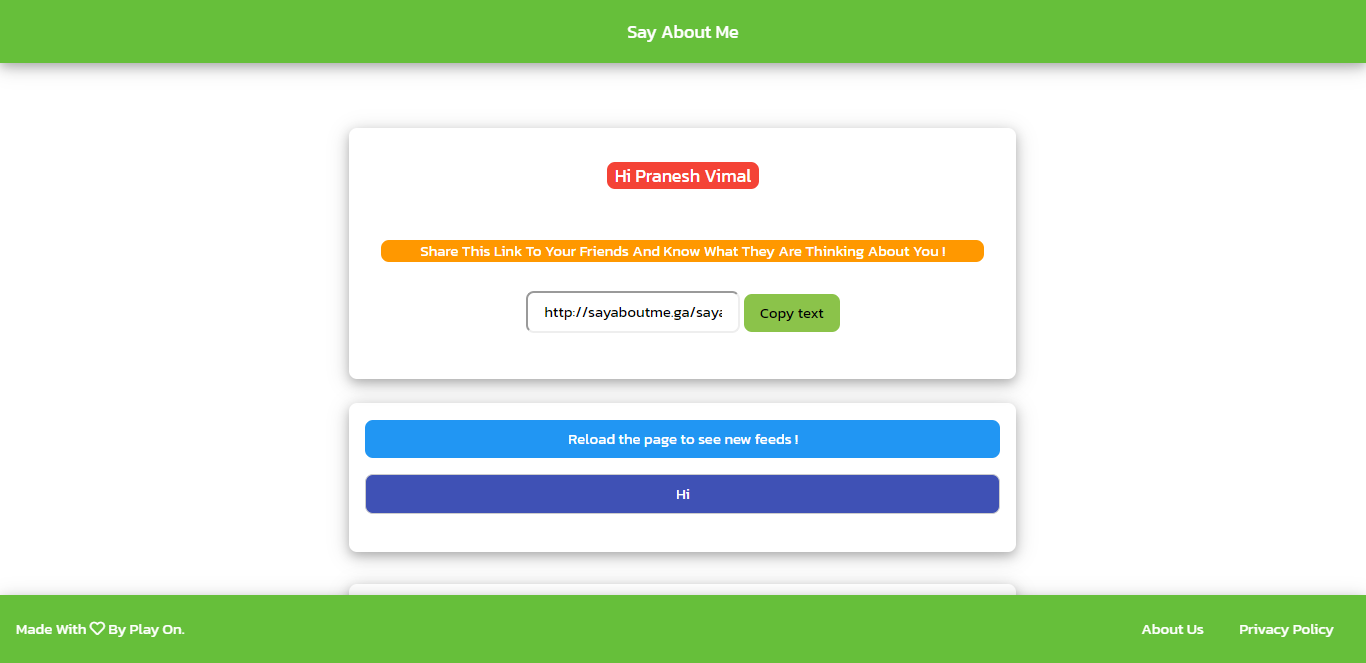 Say About Me
Hi Pranesh Vimal
Share This Link To Your Friends And Know What They Are Thinking About You !
http://sayaboutme.ga/saya
Copy text
Reload the page to see new feeds !
Hi
Made With By Play On.
About Us
Privacy Policy